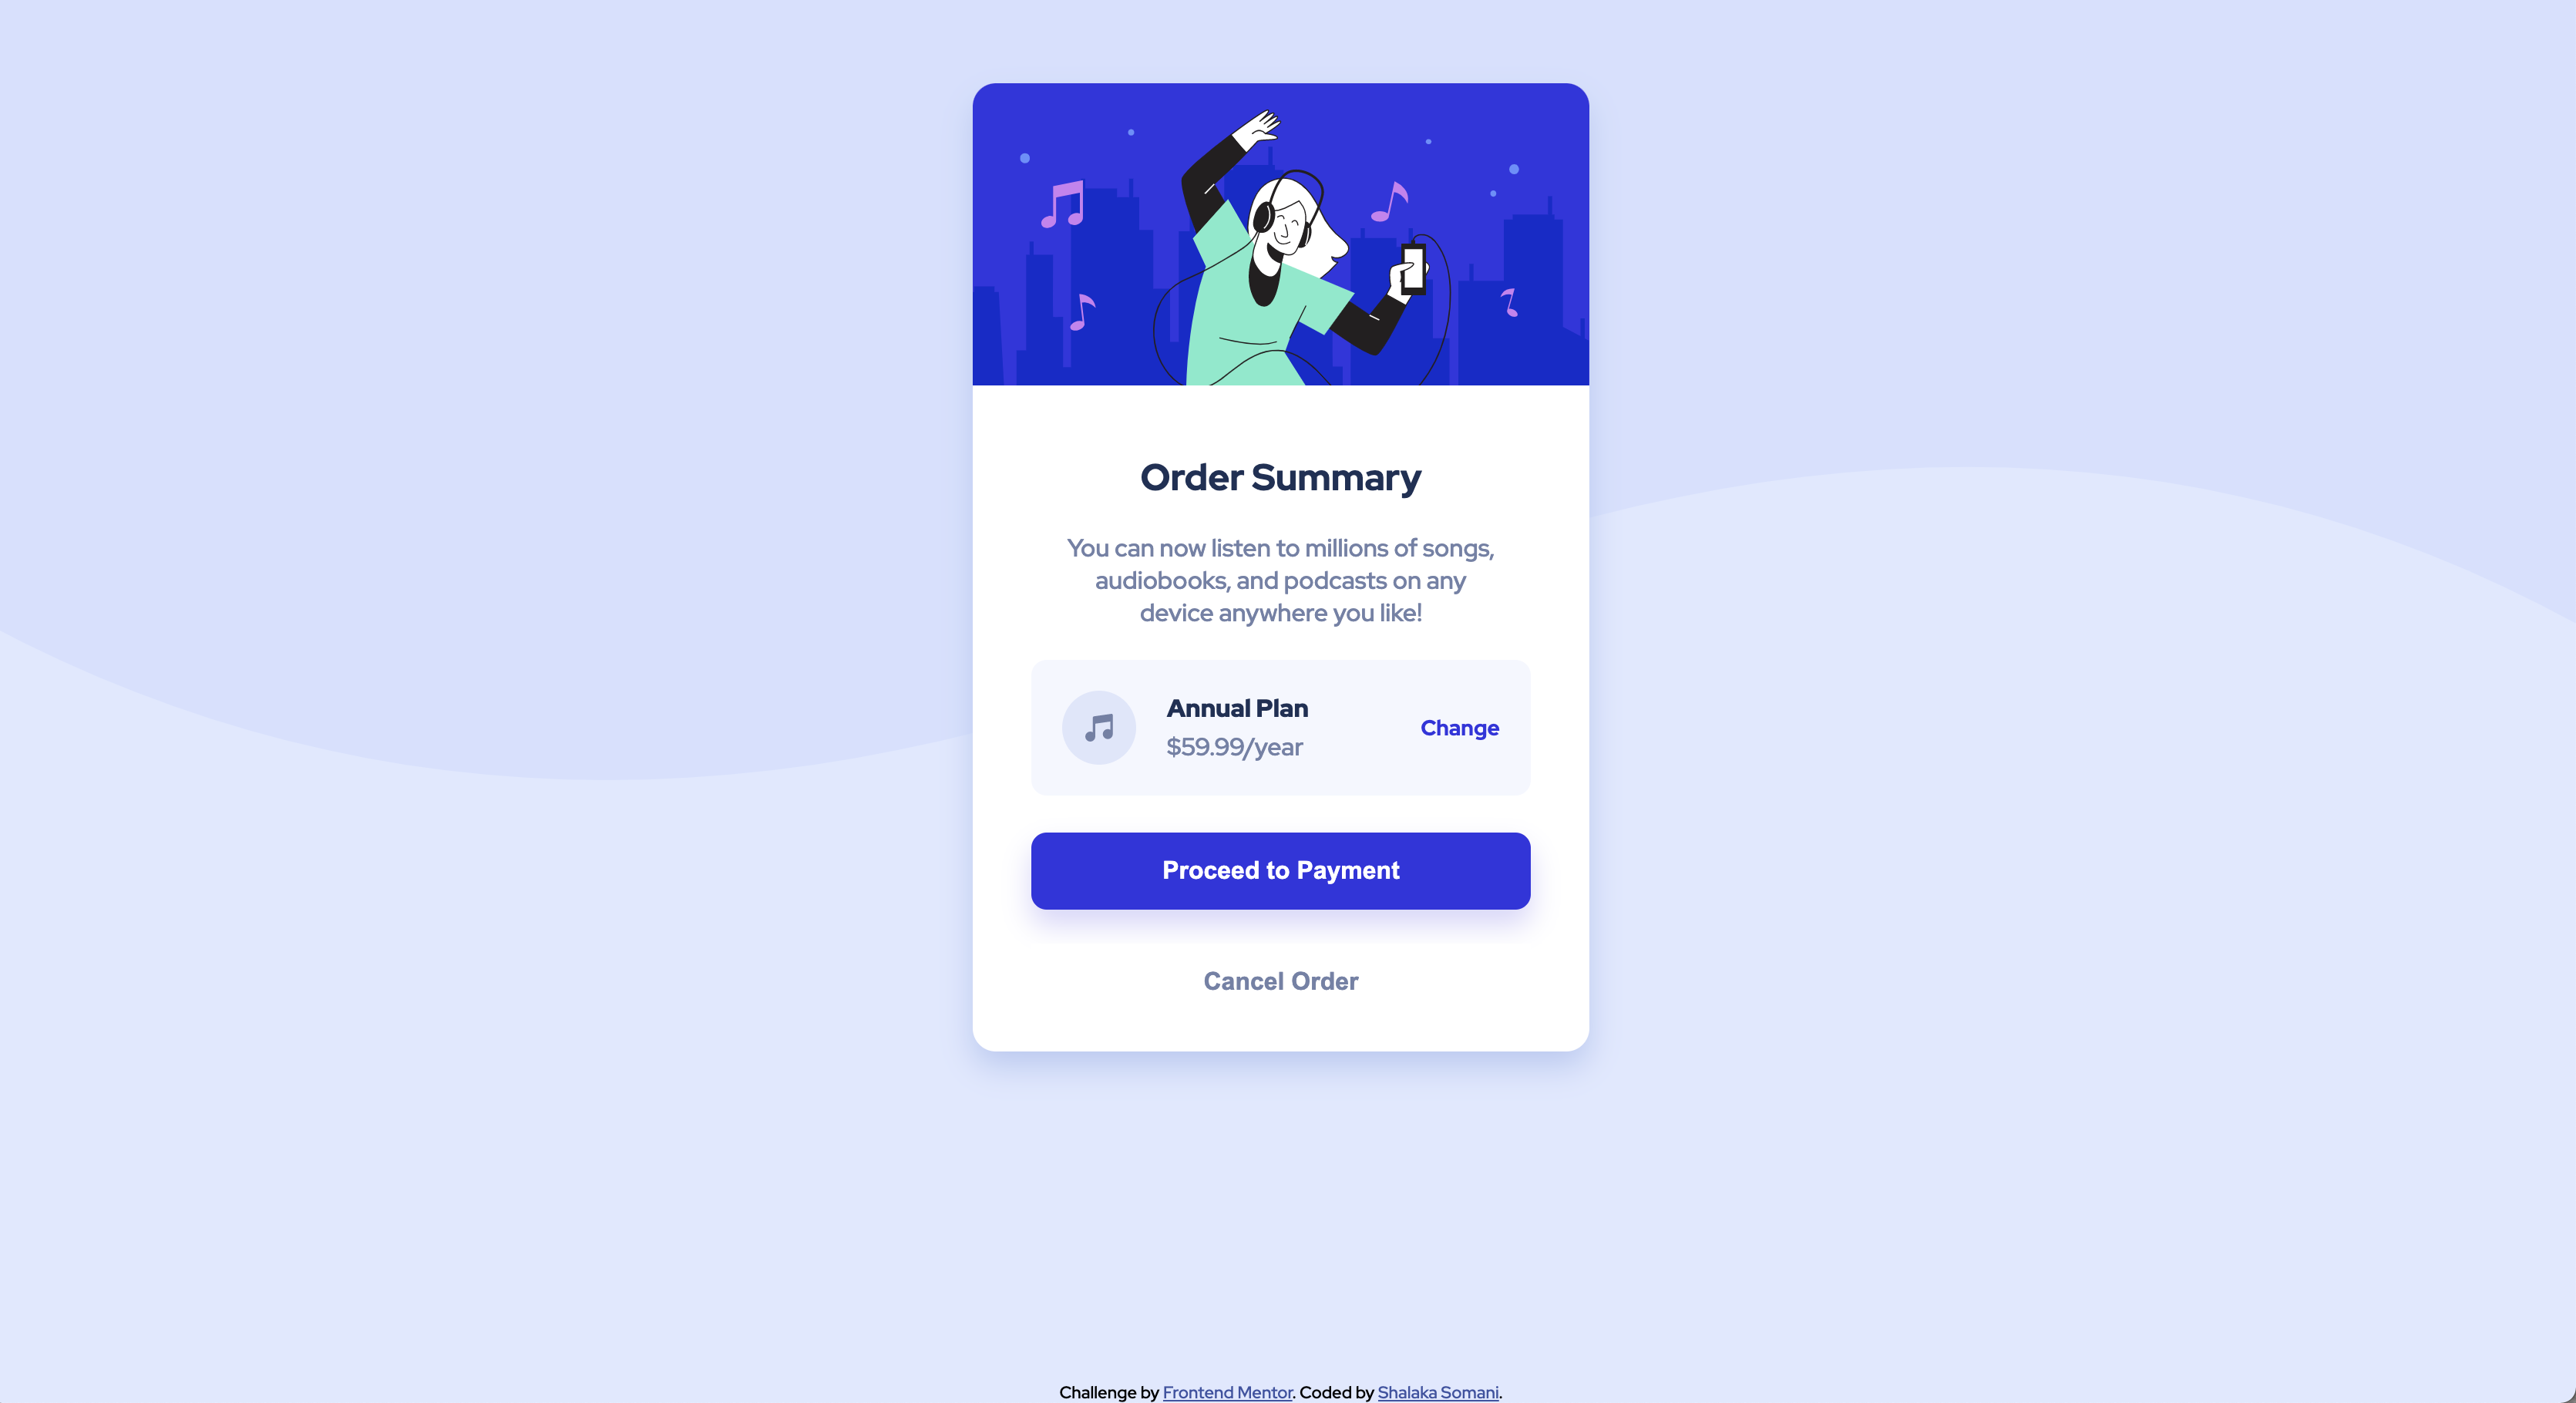 Order Summary
You can now listen to millions of songs,
audiobooks, and podcasts on any
device anywhere you like!
Annual Plan
$59.99/year
Change
Proceed to Payment
Cancel Order
Challenge by Frontend Mentor. Coded by Shalaka Somani.